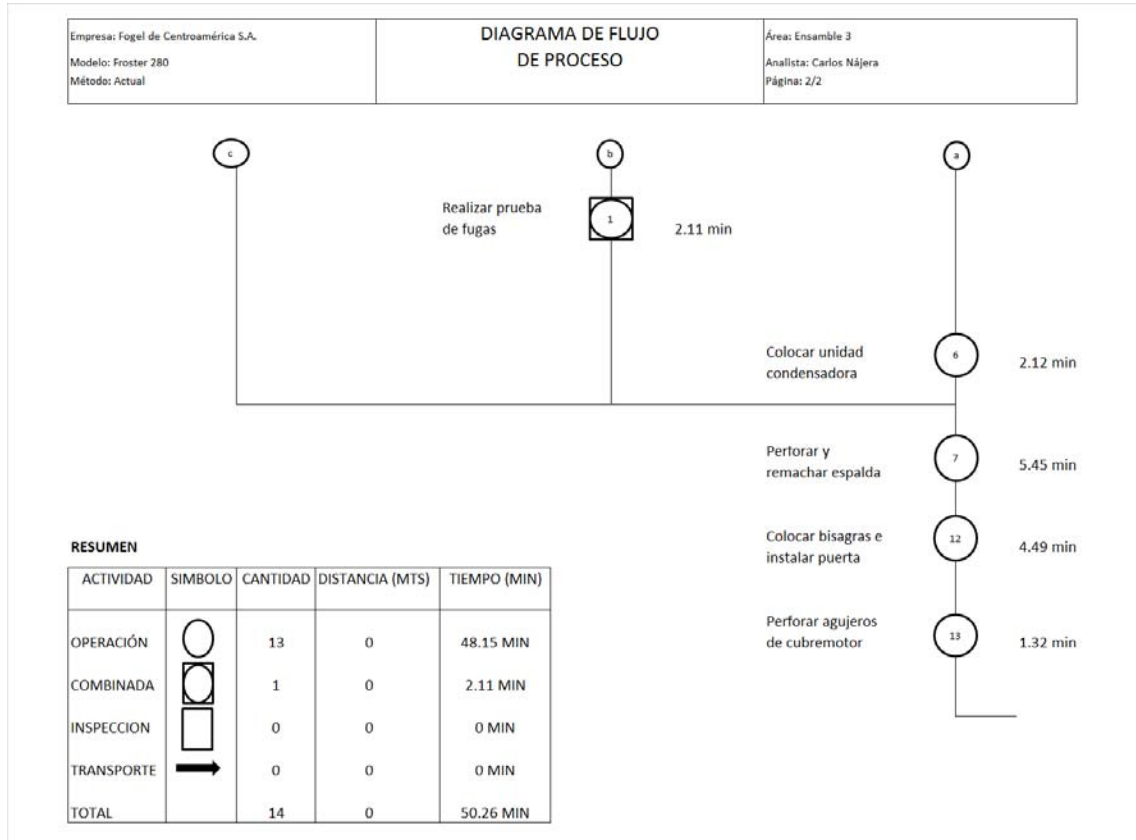 Empresa: Fogel de Centroamérica S.A.
Modelo: Froster 280
Método: Actual
DIAGRAMA DE FLUJO
DE PROCESO
Área: Ensamble 3
Analista: Carlos Nájera
Página: 2/2
c
b
a
Realizar prueba
de fugas
1
2.11 min
Colocar unidad
condensadora
6
2.12 min
Perforar y
remachar espalda
7
5.45 min
Colocar bisagras e
instalar puerta
12
4.49 min
Perforar agujeros
de cubremotor
13
1.32 min
RESUMEN
ACTIVIDAD SIMBOLO CANTIDAD DISTANCIA (MTS) TIEMPO (MIN)
OPERACIÓN 13 0 48.15 MIN
COMBINADA 1 0 2.11 MIN
INSPECCION 0 0 0 MIN
TRANSPORTE 0 0 0 MIN
TOTAL 14 0 50.26 MIN